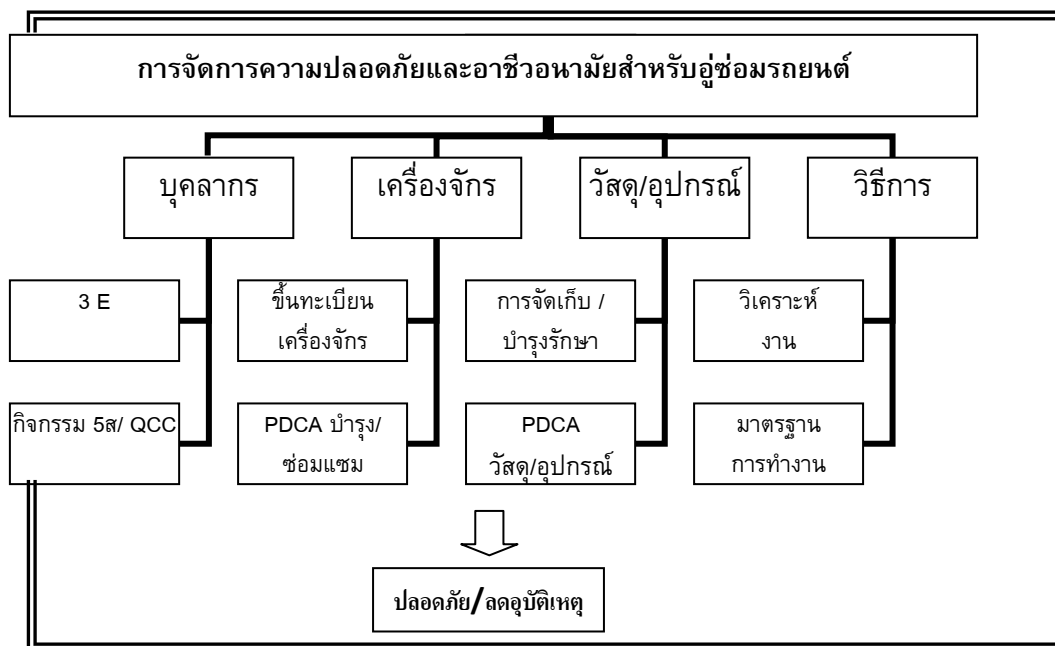 การจัดการความปลอดภัยและอาชีวอนามัยสำหรับอู่ซ่อมรถยนต์
บุคลากร
เครื่องจักร
วัสดุ/อุปกรณ์
วิธีการ
3 E
ขึ้นทะเบียน
เครื่องจักร
การจัดเก็บ /
บำรุงรักษา
วิเคราะห์
งาน
กิจกรรม 5ส/ QCC
PDCA บำรุง/
ซ่อมแซม
PDCA
วัสดุ/อุปกรณ์
มาตรฐาน
การทำงาน
ปลอดภัย/ลดอุบัติเหตุ